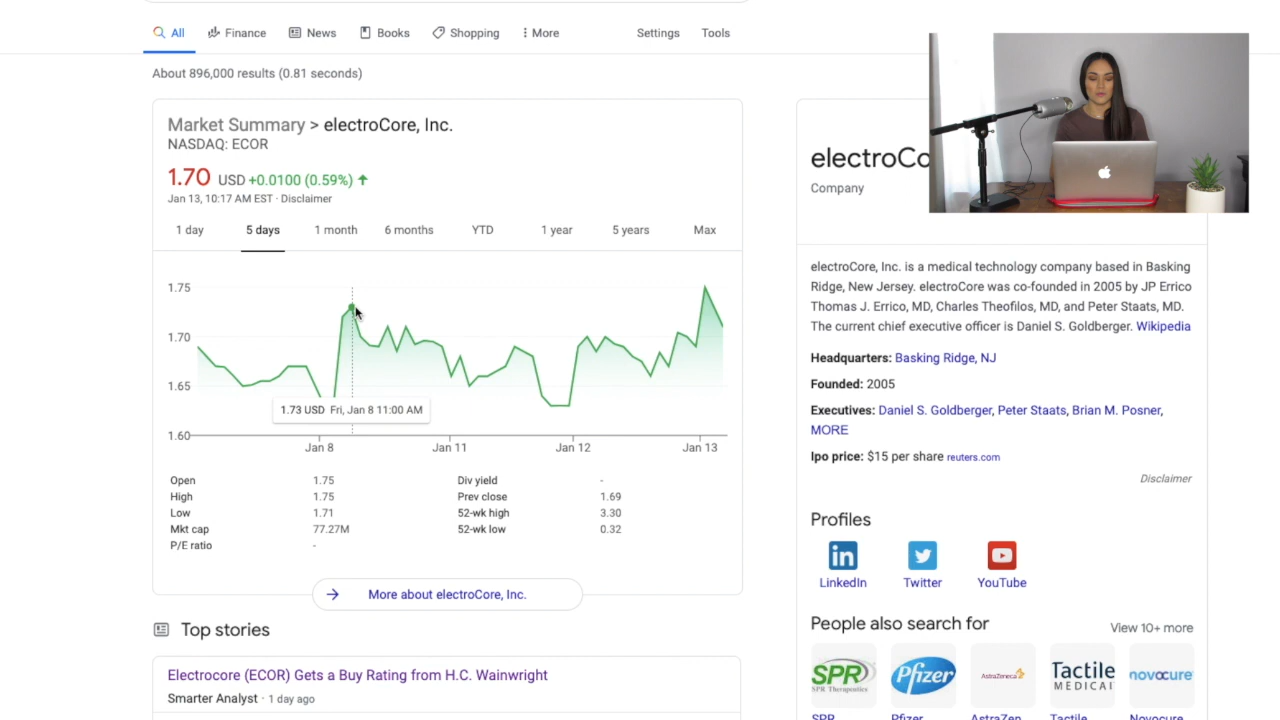 All
Finance
News
Books
Shopping
More
Settings
Tools
About 896,000 results (0.81 seconds)
Market Summary > electroCore, Inc.
NASDAQ: ECOR
1.70 USD +0.0100 (0.59%)
Jan 13, 10:17 AM EST · Disclaimer
1 day
5 days
1 month
6 months
YTD
1 year
5 years
Max
1.75
1.70
1.65
1.60
1.73 USD Fri, Jan 8 11:00 AM
Jan 8
Jan 11
Jan 12
Jan 13
Open 1.75
High 1.75
Low 1.71
Mkt cap 77.27M
P/E ratio -
Div yield -
Prev close 1.69
52-wk high 3.30
52-wk low 0.32
More about electroCore, Inc.
Top stories
Electrocore (ECOR) Gets a Buy Rating from H.C. Wainwright
Smarter Analyst · 1 day ago
electroCo
Company
electroCore, Inc. is a medical technology company based in Basking
Ridge, New Jersey. electroCore was co-founded in 2005 by JP Errico
Thomas J. Errico, MD, Charles Theofilos, MD, and Peter Staats, MD.
The current chief executive officer is Daniel S. Goldberger. Wikipedia
Headquarters: Basking Ridge, NJ
Founded: 2005
Executives: Daniel S. Goldberger, Peter Staats, Brian M. Posner,
MORE
Ipo price: $15 per share reuters.com
Disclaimer
Profiles
LinkedIn
Twitter
YouTube
People also search for
View 10+ more
SPR
SPR Therapeutics
Pfizer
AstraZeneca
Tactile
MEDICAL
novocure
SPR
Pfizer
AstraZen
Tactile
Novocure